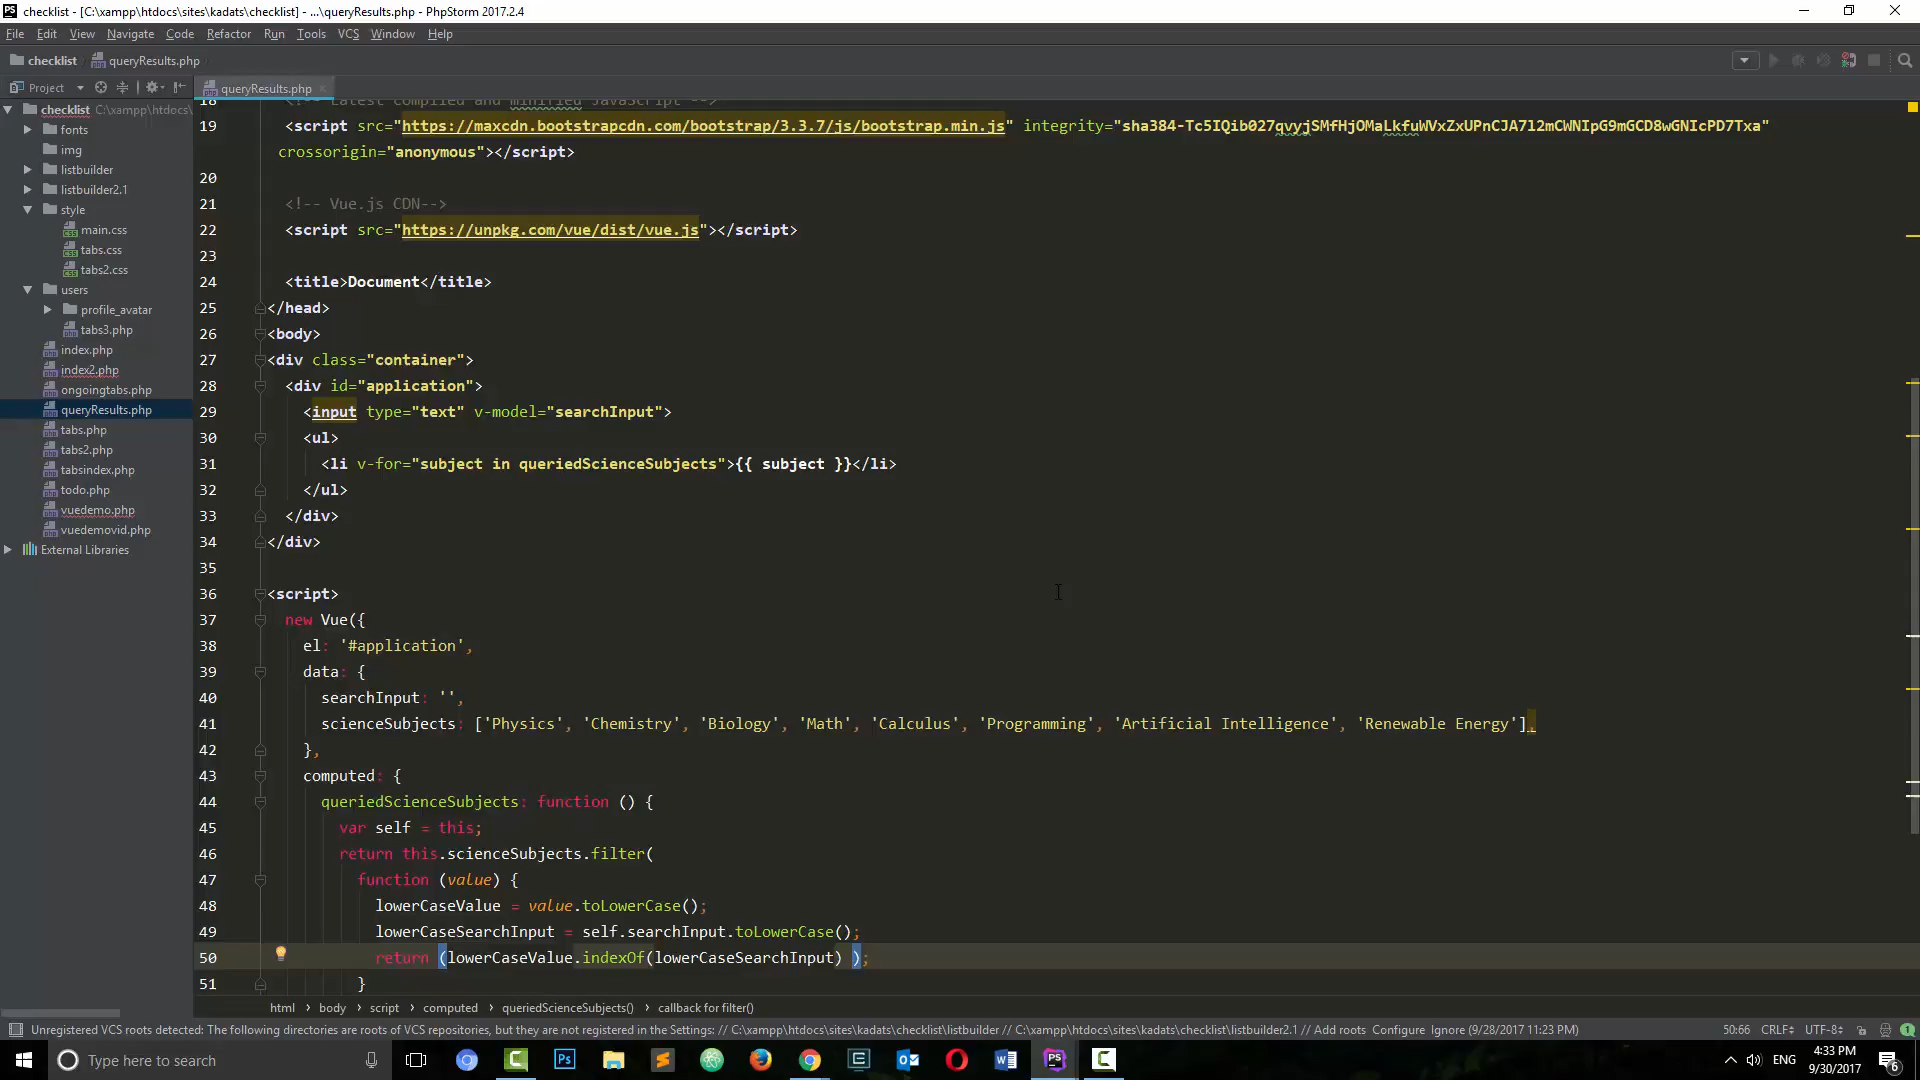 checklist - [C:\xampp\htdocs\sites\kadats\checklist] - ...\queryResults.php - PhpStorm 2017.2.4
File Edit View Navigate Code Refactor Run Tools VCS Window Help
checklist queryResults.php
Project queryResults.php
checklist C:\xampp\htdocs\
fonts
img
listbuilder
listbuilder2.1
style
main.css
tabs.css
tabs2.css
users
profile_avatar
tabs3.php
index.php
index2.php
ongoingtabs.php
queryResults.php
tabs.php
tabs2.php
tabsindex.php
todo.php
vuedemo.php
vuedemovid.php
External Libraries
18 <!-- Latest compiled and minified JavaScript -->
19 <script src="https://maxcdn.bootstrapcdn.com/bootstrap/3.3.7/js/bootstrap.min.js" integrity="sha384-Tc5IQib027qvyjSMfHjOMaLkfuWVxZxUPnCJA7l2mCWNIpG9mGCD8wGNIcPD7Txa"
crossorigin="anonymous"></script>
20
21 <!-- Vue.js CDN-->
22 <script src="https://unpkg.com/vue/dist/vue.js"></script>
23
24 <title>Document</title>
25 </head>
26 <body>
27 <div class="container">
28 <div id="application">
29 <input type="text" v-model="searchInput">
30 <ul>
31 <li v-for="subject in queriedScienceSubjects">{{ subject }}</li>
32 </ul>
33 </div>
34 </div>
35
36 <script>
37 new Vue({
38 el: '#application',
39 data: {
40 searchInput: '',
41 scienceSubjects: ['Physics', 'Chemistry', 'Biology', 'Math', 'Calculus', 'Programming', 'Artificial Intelligence', 'Renewable Energy'],
42 },
43 computed: {
44 queriedScienceSubjects: function () {
45 var self = this;
46 return this.scienceSubjects.filter(
47 function (value) {
48 lowerCaseValue = value.toLowerCase();
49 lowerCaseSearchInput = self.searchInput.toLowerCase();
50 return (lowerCaseValue.indexOf(lowerCaseSearchInput) );
51 }
html › body › script › computed › queriedScienceSubjects() › callback for filter()
Unregistered VCS roots detected: The following directories are roots of VCS repositories, but they are not registered in the Settings: // C:\xampp\htdocs\sites\kadats\checklist\listbuilder // C:\xampp\htdocs\sites\kadats\checklist\listbuilder2.1 // Add roots Configure Ignore (9/28/2017 11:23 PM) 50:66 CRLF UTF-8 1
Type here to search Ps PS ENG 4:33 PM 6
9/30/2017